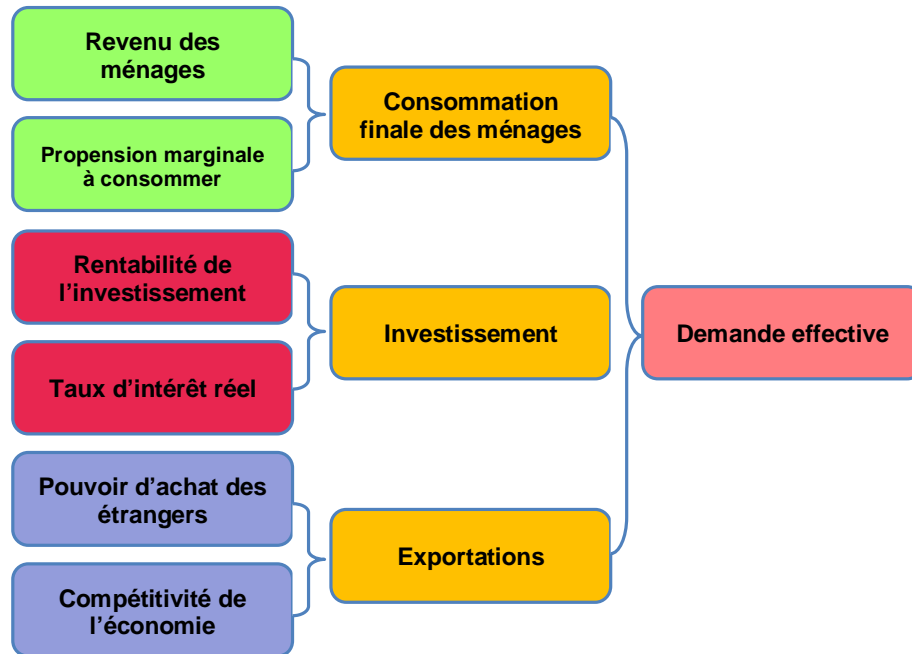 Revenu des
ménages
Propension marginale
à consommer
Consommation
finale des ménages
Rentabilité de
l’investissement
Taux d’intérêt réel
Investissement
Pouvoir d’achat des
étrangers
Compétitivité de
l’économie
Exportations
Demande effective